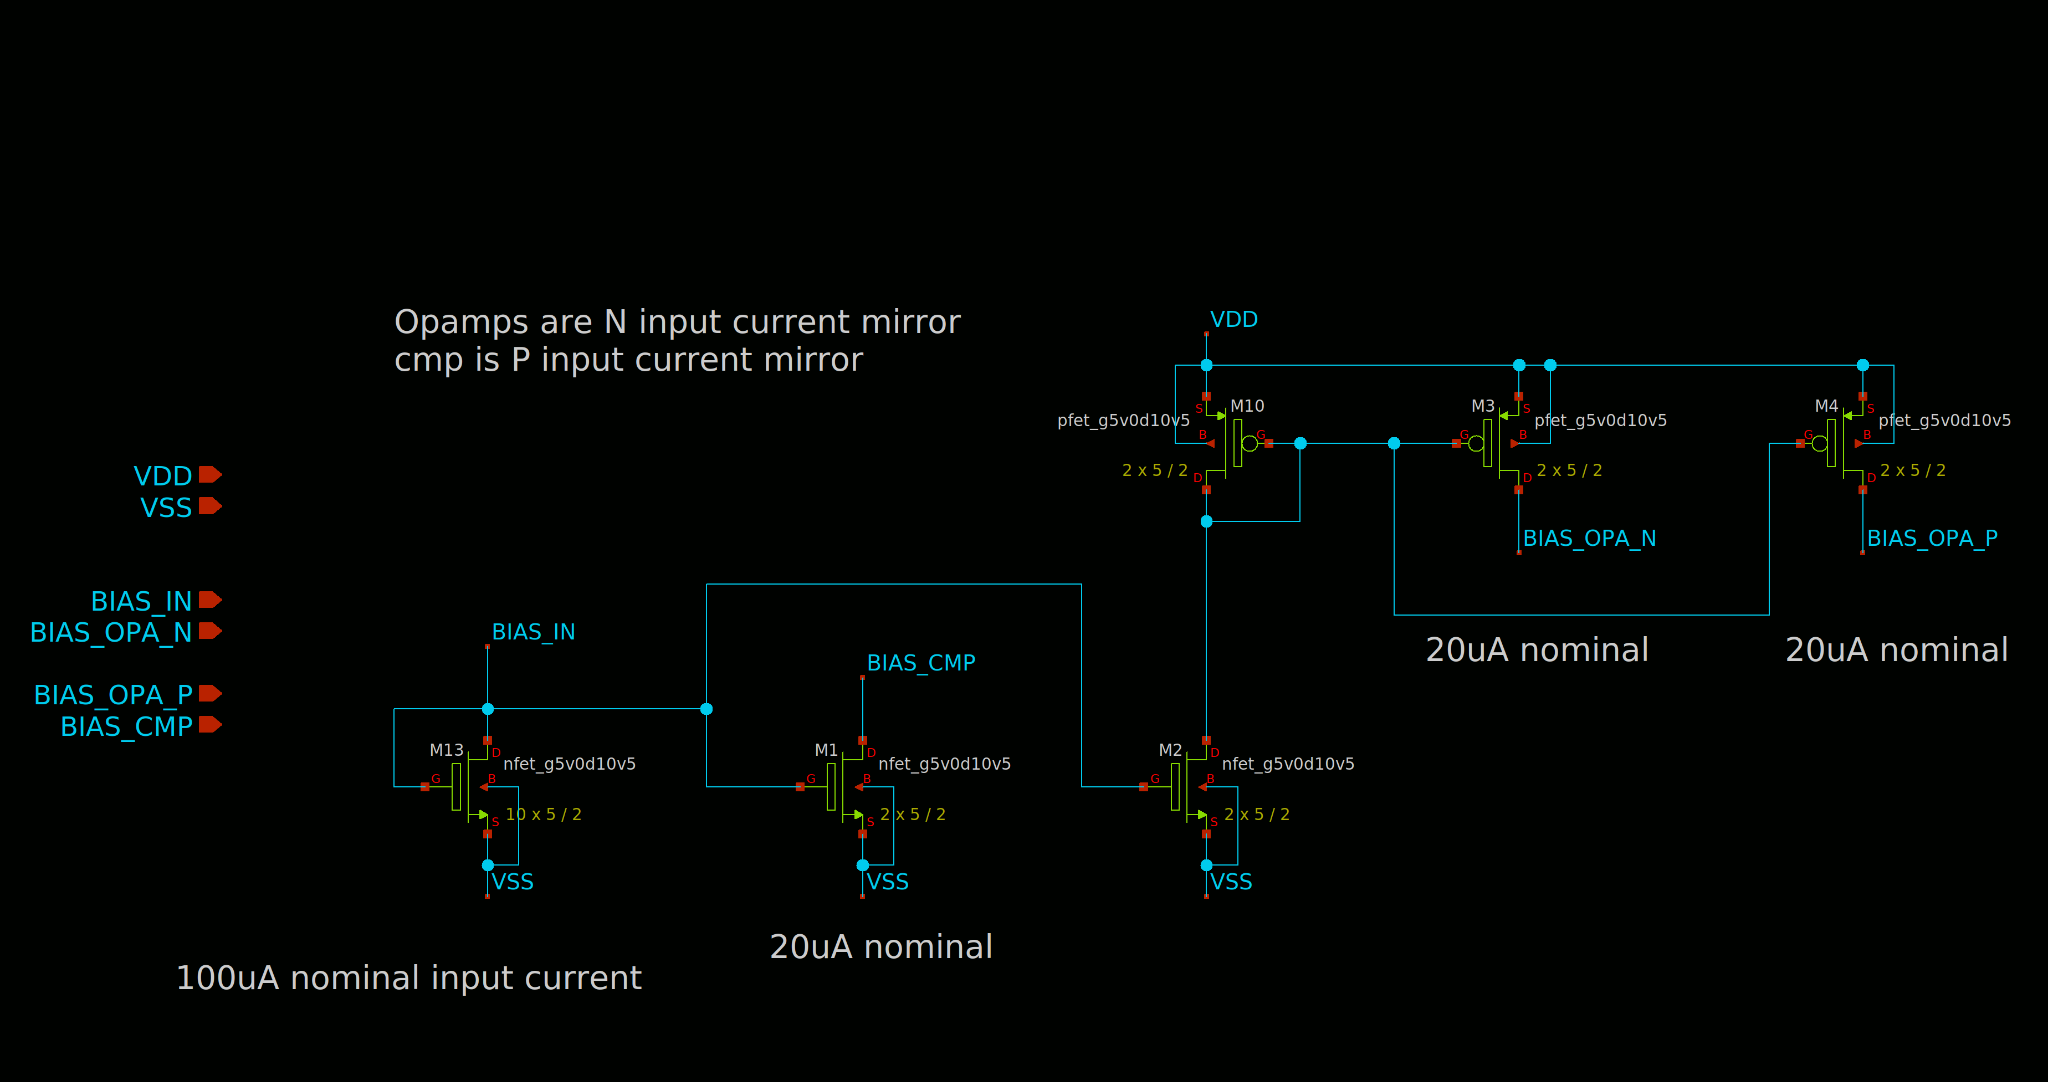 Opamps are N input current mirror
cmp is P input current mirror
VDD
VSS
BIAS_IN
BIAS_OPA_N
BIAS_OPA_P
BIAS_CMP
VDD
S
M10
pfet_g5v0d10v5
B
G
2 x 5 / 2
D
M3
S
pfet_g5v0d10v5
G
B
2 x 5 / 2
D
BIAS_OPA_N
M4
S
pfet_g5v0d10v5
G
B
2 x 5 / 2
D
BIAS_OPA_P
20uA nominal
20uA nominal
BIAS_IN
M13
D
nfet_g5v0d10v5
G
B
10 x 5 / 2
S
VSS
BIAS_CMP
M1
D
nfet_g5v0d10v5
G
B
2 x 5 / 2
S
VSS
M2
D
nfet_g5v0d10v5
G
B
2 x 5 / 2
S
VSS
20uA nominal
100uA nominal input current